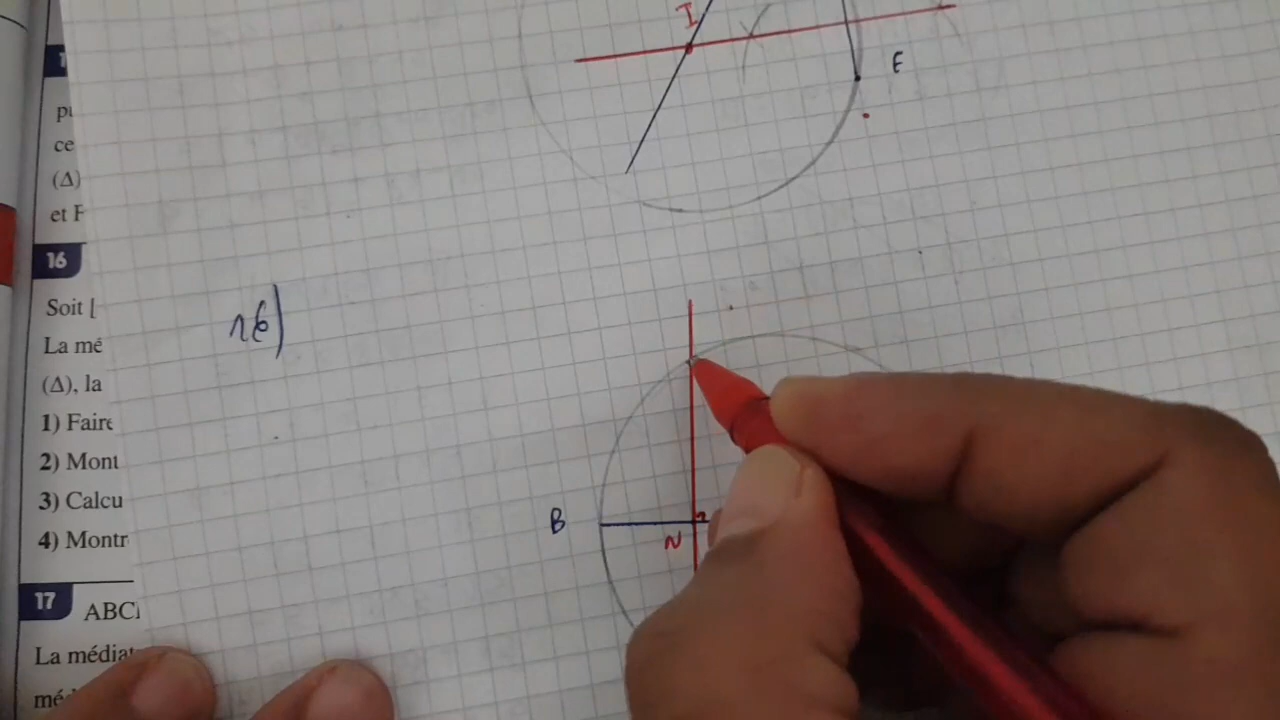 ce
(Δ)
et F
16
Soit [
La mé
(Δ), la
1) Faire
2) Mont
3) Calcu
4) Montr
17 ABC
La médiat
mé
I
E
16)
B
N